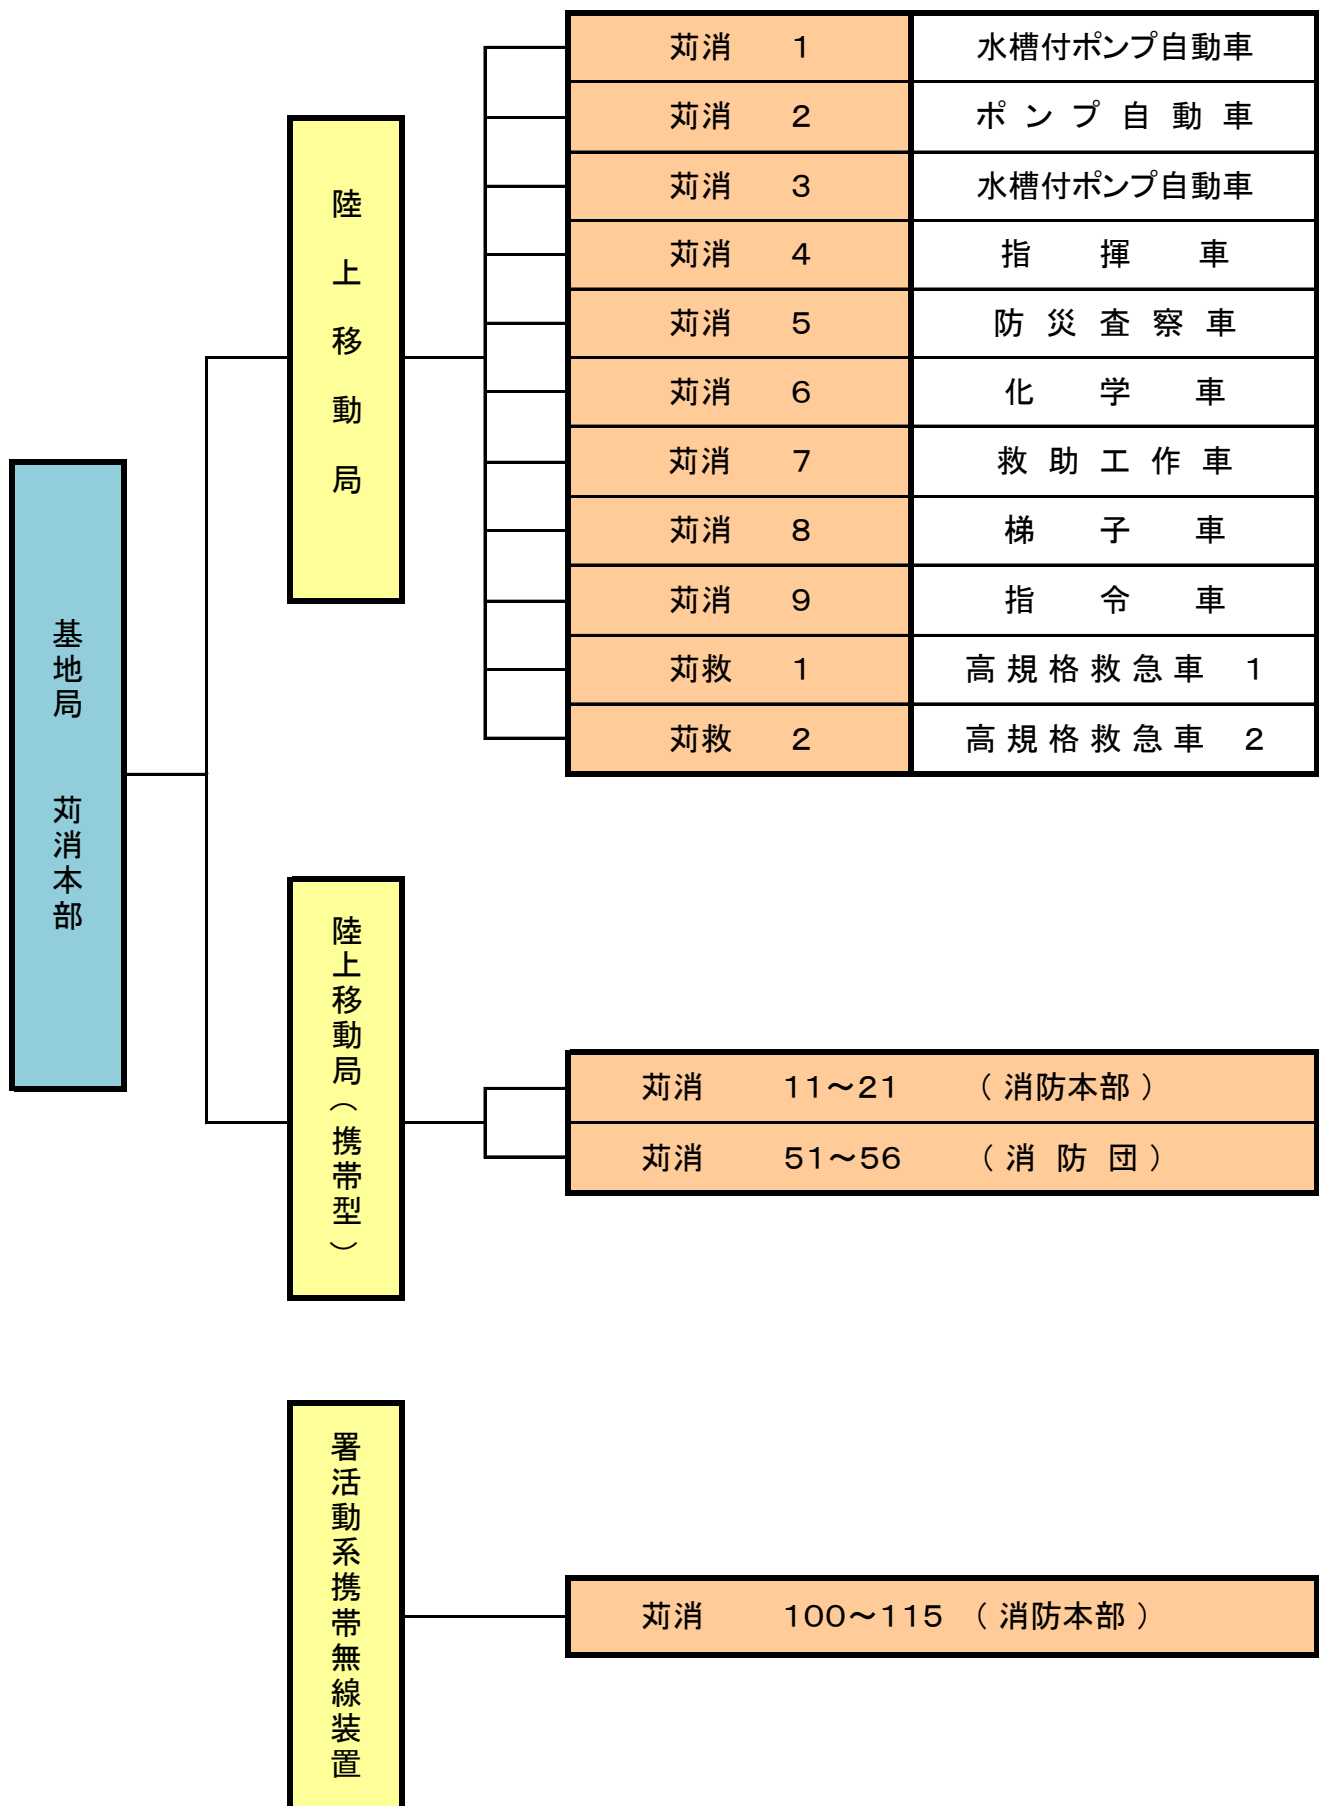 基地局　苅消本部
陸上移動局
苅消　1　水槽付ポンプ自動車
苅消　2　ポンプ自動車
苅消　3　水槽付ポンプ自動車
苅消　4　指揮車
苅消　5　防災査察車
苅消　6　化学車
苅消　7　救助工作車
苅消　8　梯子車
苅消　9　指令車
苅救　1　高規格救急車　1
苅救　2　高規格救急車　2
陸上移動局（携帯型）
苅消　11～21　（消防本部）
苅消　51～56　（消防団）
署活動系携帯無線装置
苅消　100～115　（消防本部）